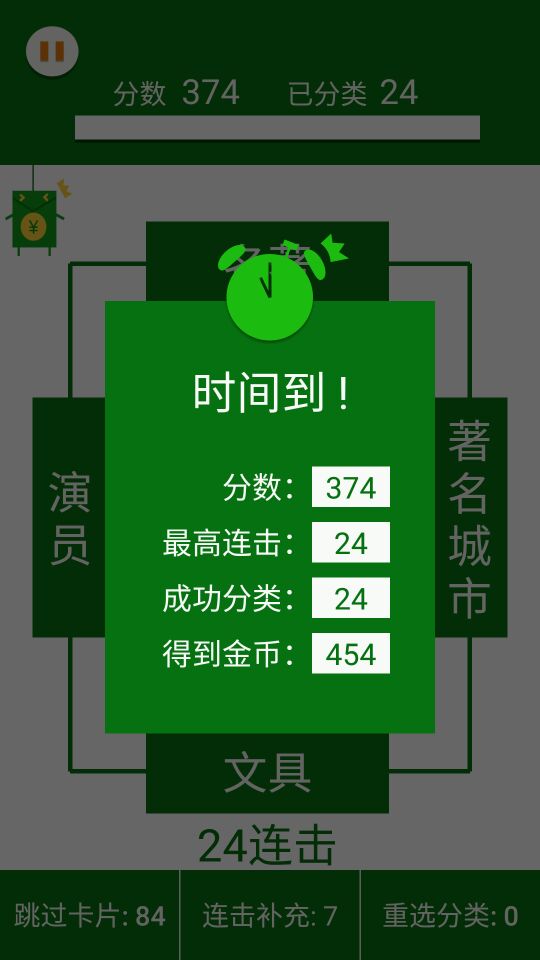 分数 374 已分类 24
¥
名著
时间到！
分数： 374
最高连击： 24
成功分类： 24
得到金币： 454
演员
著名城市
文具
24连击
跳过卡片: 84
连击补充: 7
重选分类: 0